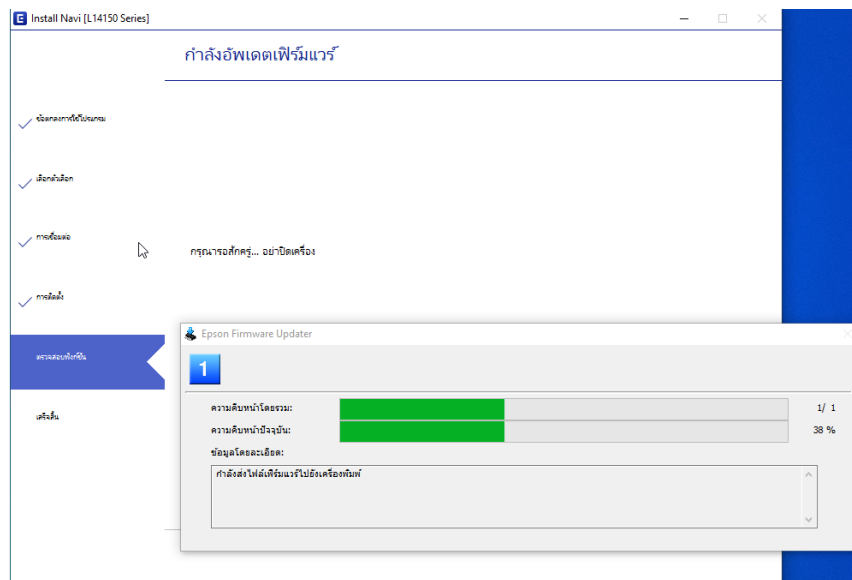 E Install Navi [L14150 Series]
กำลังอัพเดตเฟิร์มแวร์
ข้อตกลงการใช้โปรแกรม
เลือกตัวเลือก
การเชื่อมต่อ
กรุณารอสักครู่... อย่าปิดเครื่อง
การติดตั้ง
Epson Firmware Updater
ตรวจสอบฟังก์ชัน
1
ความคืบหน้าโดยรวม: 1/ 1
เสร็จสิ้น
ความคืบหน้าปัจจุบัน: 38 %
ข้อมูลโดยละเอียด:
กำลังส่งไฟล์เฟิร์มแวร์ไปยังเครื่องพิมพ์